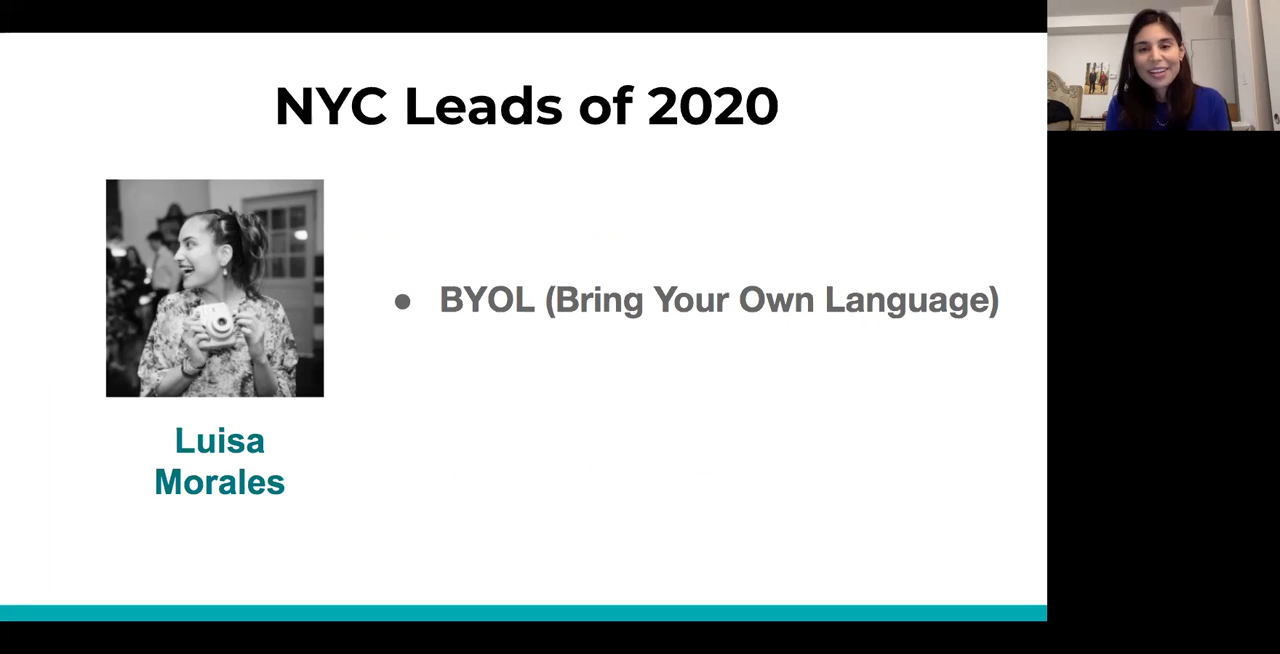 NYC Leads of 2020
● BYOL (Bring Your Own Language)
Luisa
Morales